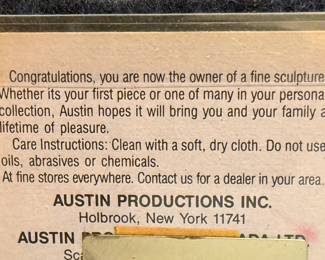 Congratulations, you are now the owner of a fine sculpture
Whether its your first piece or one of many in your persona
collection, Austin hopes it will bring you and your family a
lifetime of pleasure.
Care Instructions: Clean with a soft, dry cloth. Do not use
oils, abrasives or chemicals.
At fine stores everywhere. Contact us for a dealer in your area.
AUSTIN PRODUCTIONS INC.
Holbrook, New York 11741
AUSTIN